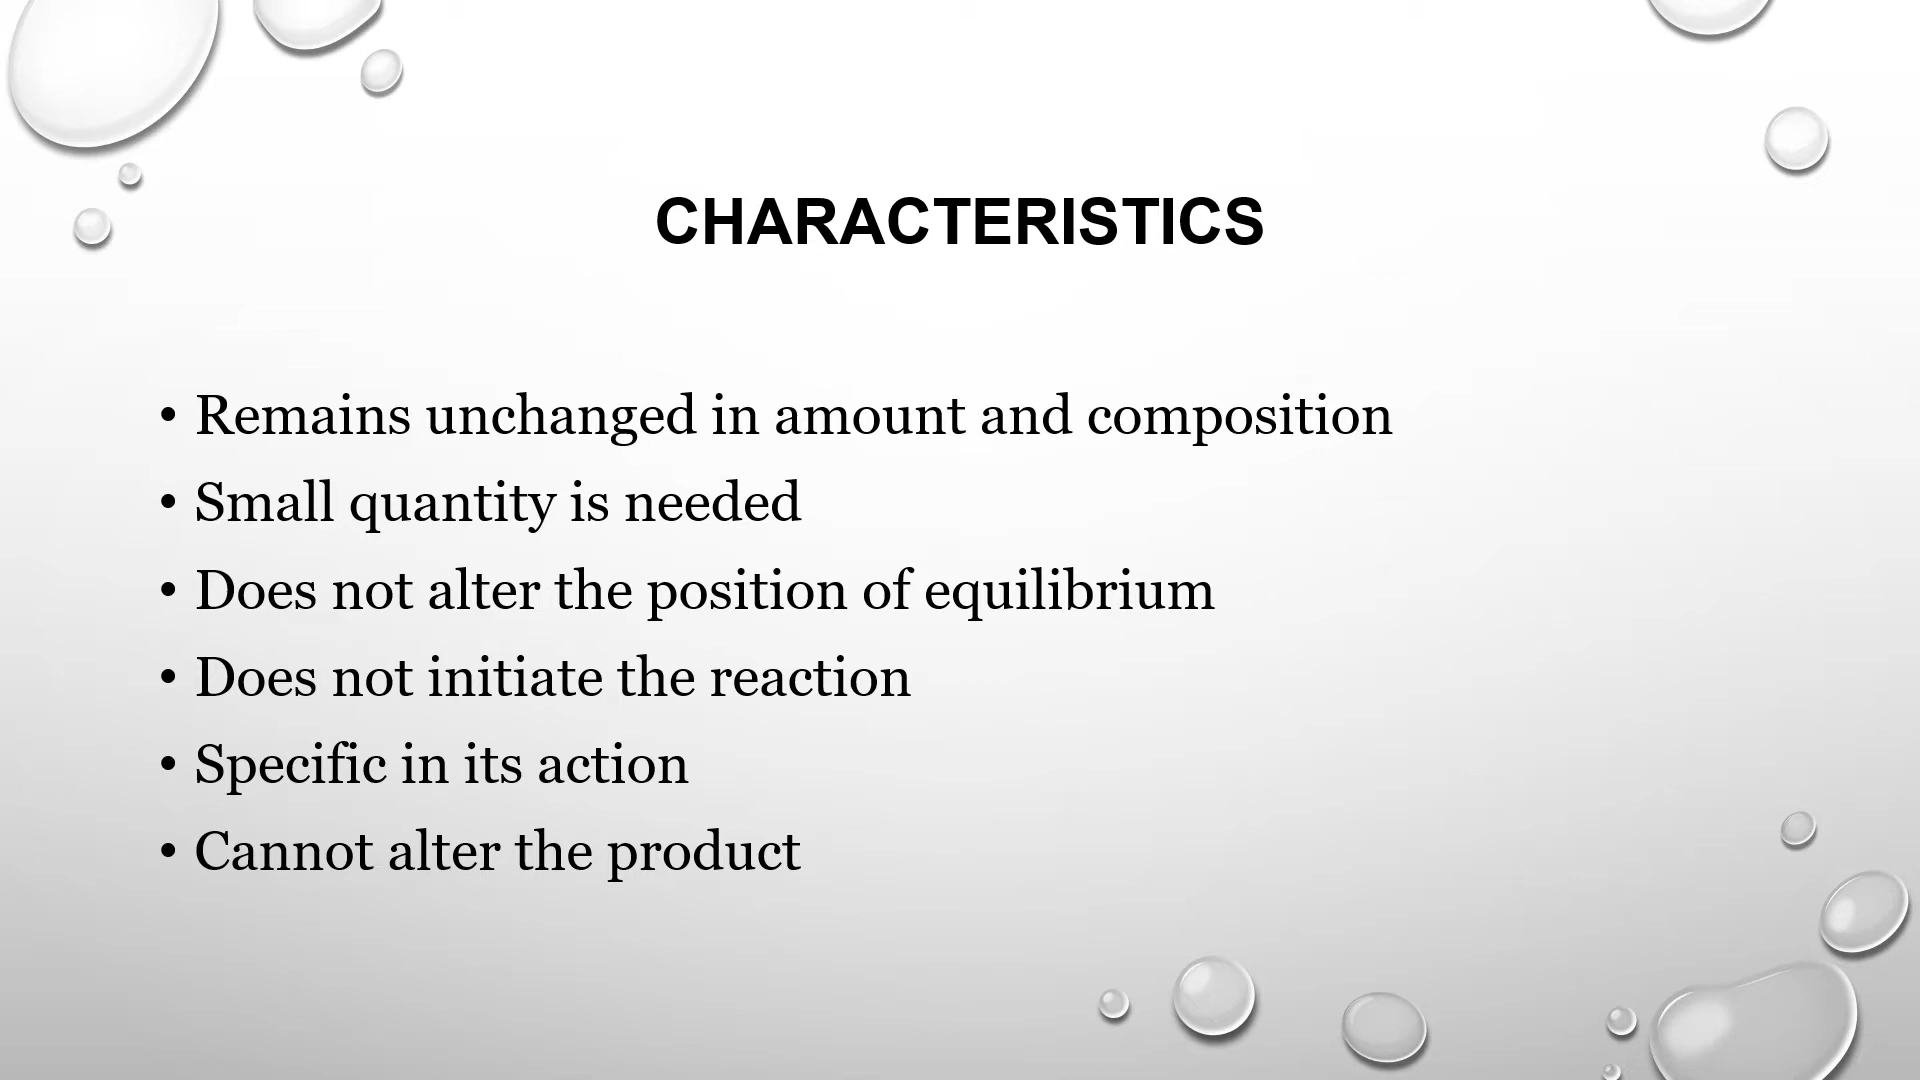 CHARACTERISTICS
• Remains unchanged in amount and composition
• Small quantity is needed
• Does not alter the position of equilibrium
• Does not initiate the reaction
• Specific in its action
• Cannot alter the product